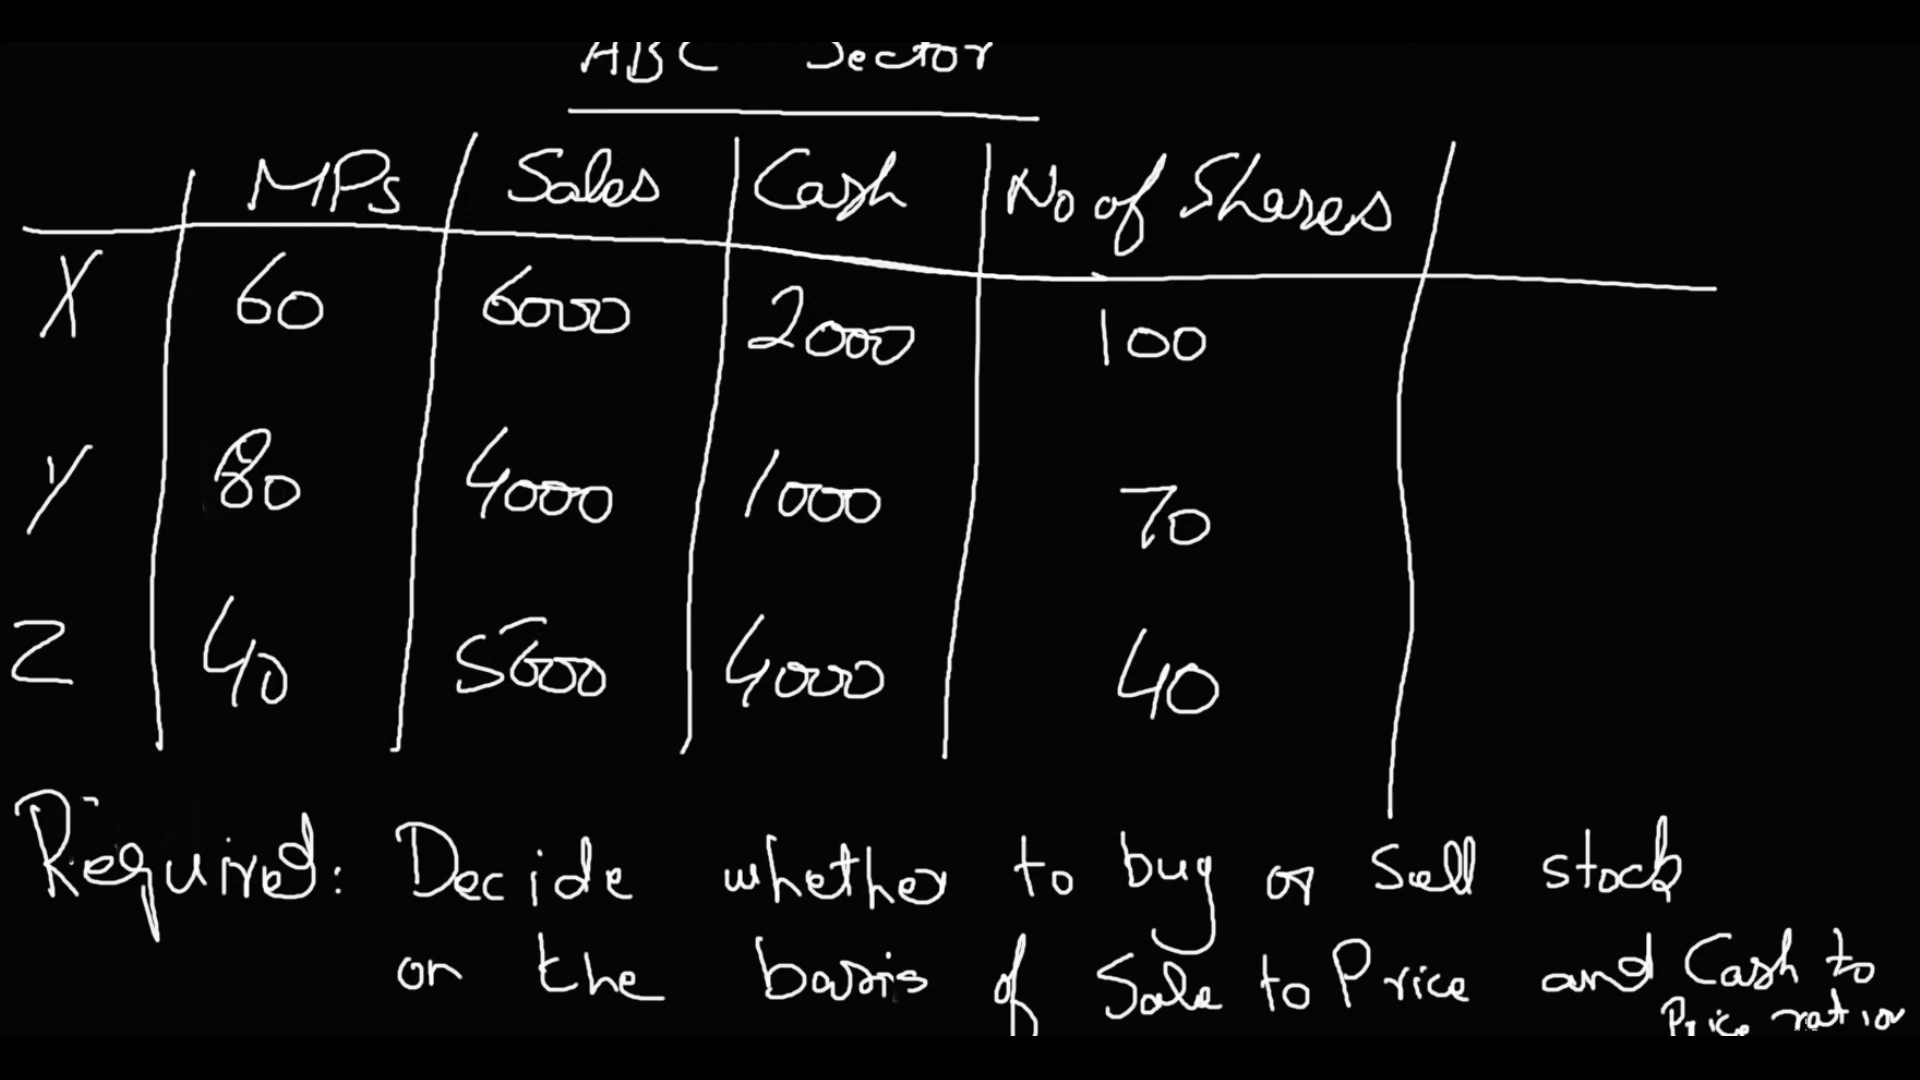 ABC Sector
MPs Sales Cash No of Shares
X 60 6000 2000 100
Y 80 4000 1000 70
Z 40 5000 4000 40
Required: Decide whether to buy or Sell stock
on the basis of Sale to Price and Cash to
Price ration